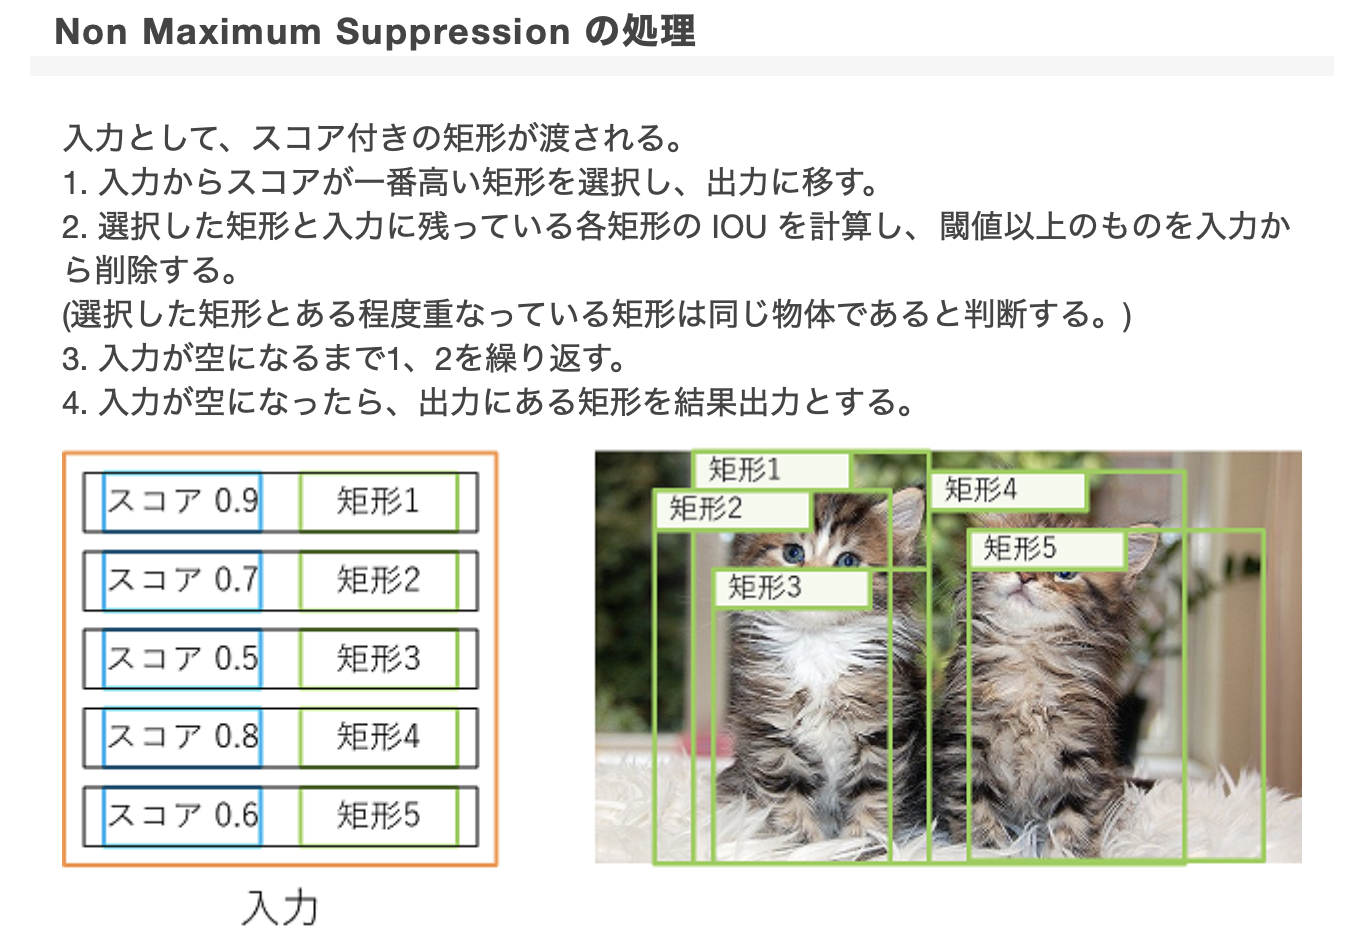 Non Maximum Suppression の処理
入力として、スコア付きの矩形が渡される。
1. 入力からスコアが一番高い矩形を選択し、出力に移す。
2. 選択した矩形と入力に残っている各矩形の IOU を計算し、閾値以上のものを入力か
ら削除する。
(選択した矩形とある程度重なっている矩形は同じ物体であると判断する。)
3. 入力が空になるまで1、2を繰り返す。
4. 入力が空になったら、出力にある矩形を結果出力とする。
スコア 0.9 矩形1
スコア 0.7 矩形2
スコア 0.5 矩形3
スコア 0.8 矩形4
スコア 0.6 矩形5
入力
矩形1
矩形2
矩形3
矩形4
矩形5